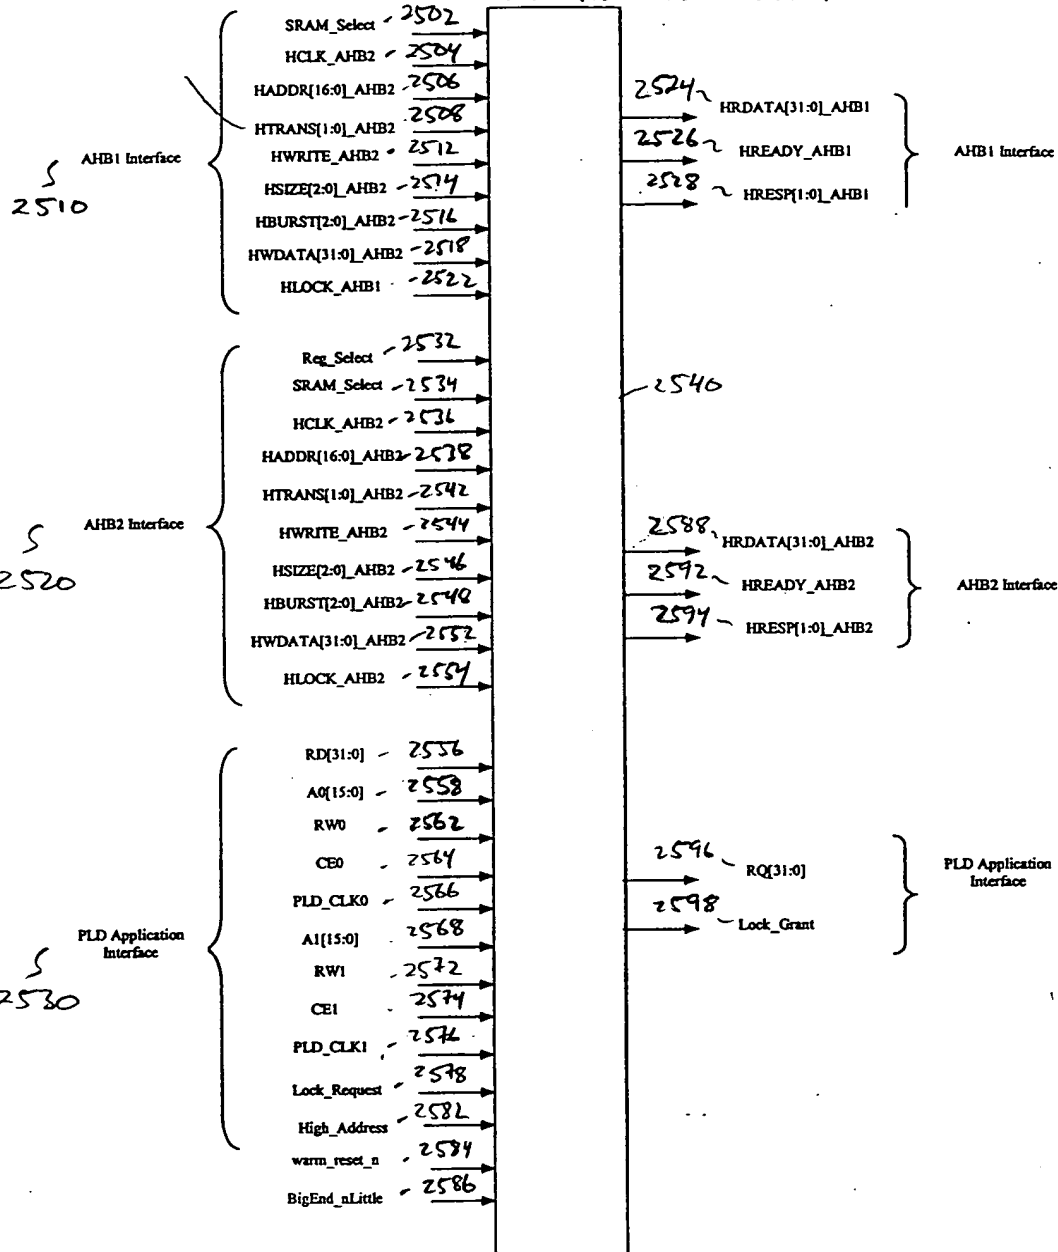 SRAM_Select 2502
HCLK_AHB2 2504
HADDR[16:0]_AHB2 2506
HTRANS[1:0]_AHB2 2508
AHB1 Interface
HWRITE_AHB2 2512
2510
HSIZE[2:0]_AHB2 2514
HBURST[2:0]_AHB2 2516
HWDATA[31:0]_AHB2 2518
HLOCK_AHB1 2522
2524 HRDATA[31:0]_AHB1
2526 HREADY_AHB1
AHB1 Interface
2528 HRESP[1:0]_AHB1
Reg_Select 2532
SRAM_Select 2534
2540
HCLK_AHB2 2536
HADDR[16:0]_AHB2 2538
HTRANS[1:0]_AHB2 2542
AHB2 Interface
HWRITE_AHB2 2544
2520
HSIZE[2:0]_AHB2 2546
HBURST[2:0]_AHB2 2548
HWDATA[31:0]_AHB2 2552
HLOCK_AHB2 2554
2588 HRDATA[31:0]_AHB2
2592 HREADY_AHB2
AHB2 Interface
2594 HRESP[1:0]_AHB2
RD[31:0] 2556
A0[15:0] 2558
RW0 2562
CE0 2564
PLD_CLK0 2566
PLD Application
Interface
2530
A1[15:0] 2568
RW1 2572
CE1 2574
PLD_CLK1 2576
Lock_Request 2578
High_Address 2582
warm_reset_n 2584
BigEnd_nLittle 2586
2596 RQ[31:0]
2598 Lock_Grant
PLD Application
Interface